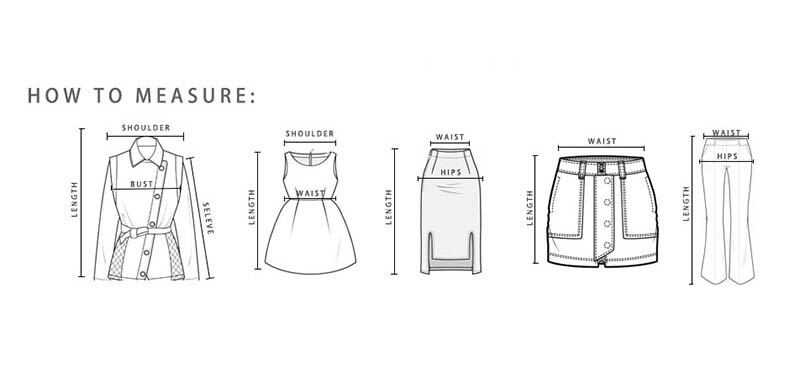 HOW TO MEASURE:
SHOULDER
LENGTH
BUST
SELEVE
SHOULDER
LENGTH
WAIST
WAIST
LENGTH
HIPS
WAIST
LENGTH
WAIST
LENGTH
HIPS